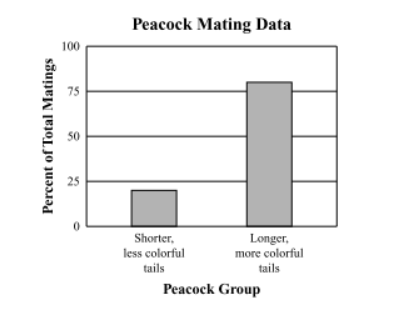 Peacock Mating Data
Percent of Total Matings
100
75
50
25
0
Shorter,
less colorful
tails
Longer,
more colorful
tails
Peacock Group